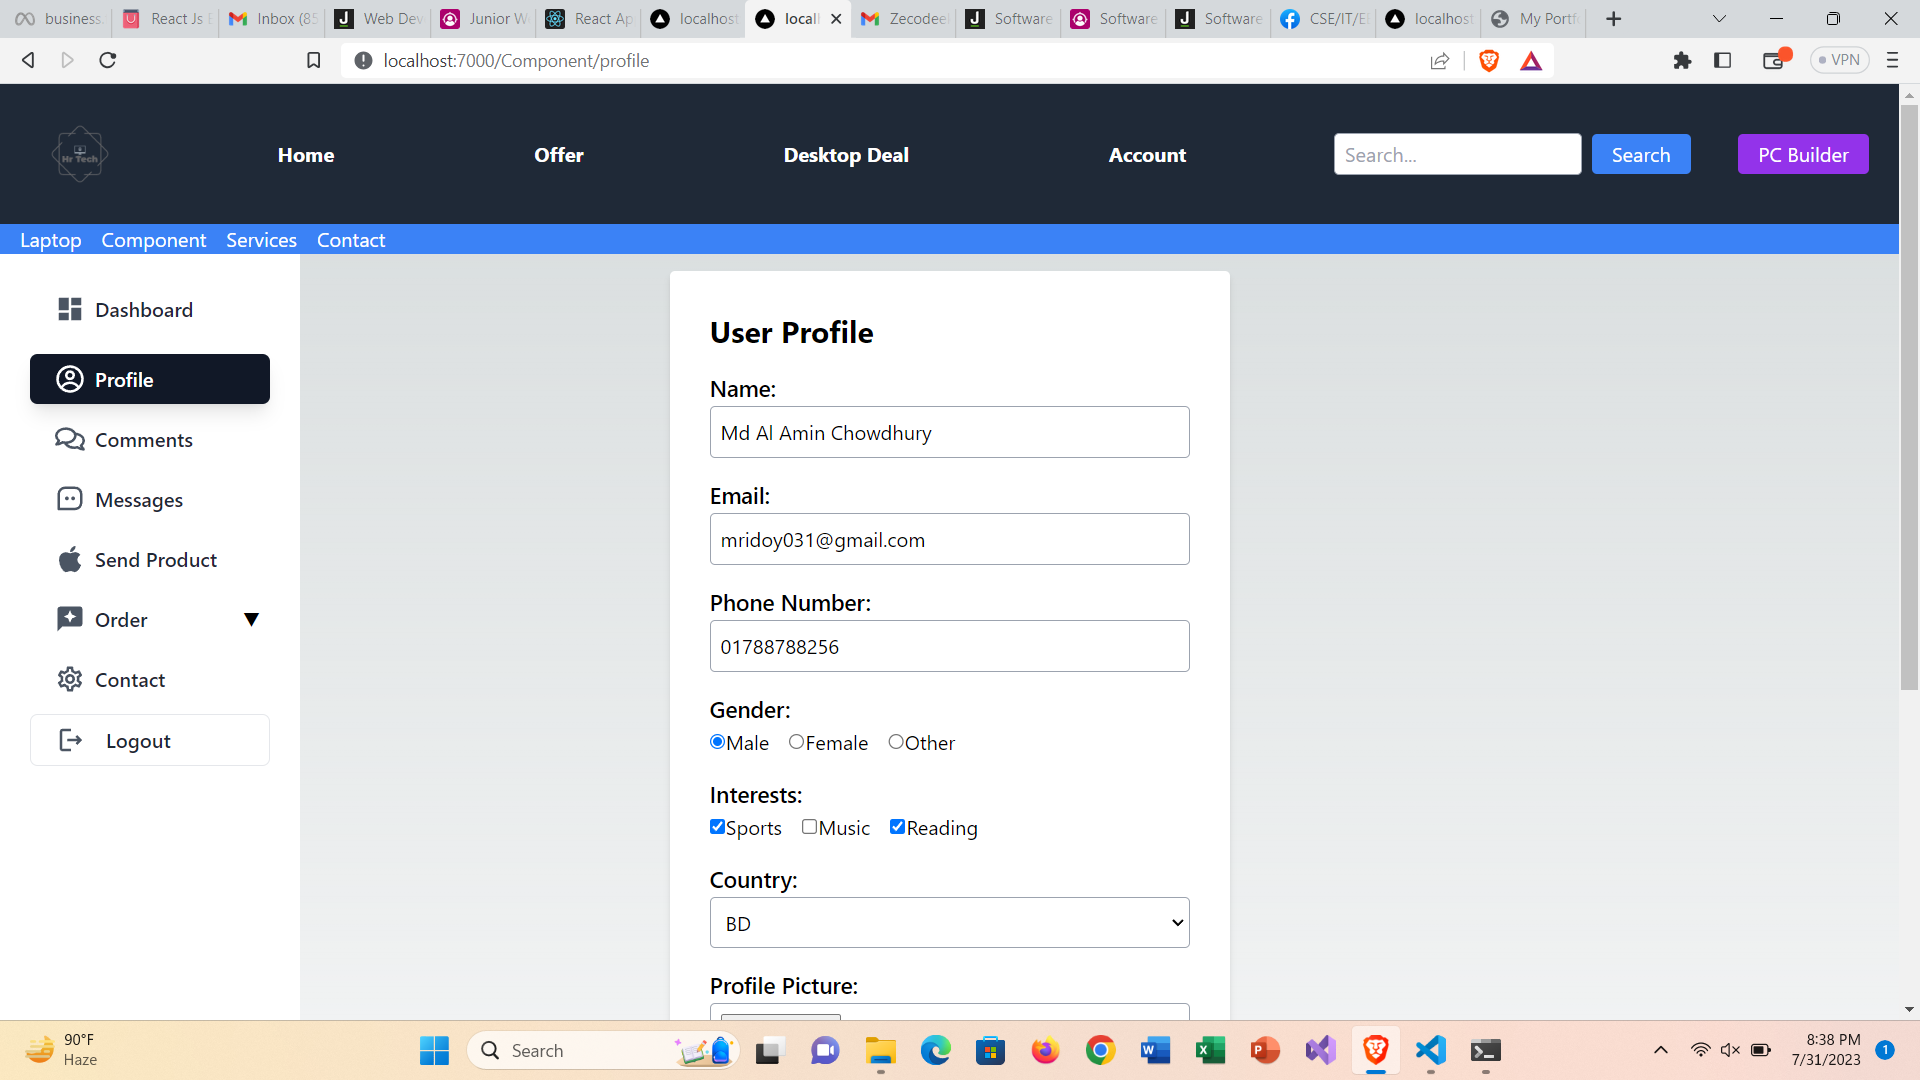 business.
React Js
Inbox (85
Web Dev
Junior W
React Ap
localhost
locall
Zecodee
Software
Software
Software
CSE/IT/E
localhost
My Portf
localhost:7000/Component/profile
VPN
Hr Tech
Home
Offer
Desktop Deal
Account
Search...
Search
PC Builder
Laptop
Component
Services
Contact
Dashboard
Profile
Comments
Messages
Send Product
Order
Contact
Logout
User Profile
Name:
Md Al Amin Chowdhury
Email:
mridoy031@gmail.com
Phone Number:
01788788256
Gender:
Male Female Other
Interests:
Sports Music Reading
Country:
BD
Profile Picture:
90°F
Haze
Search
8:38 PM
7/31/2023
1